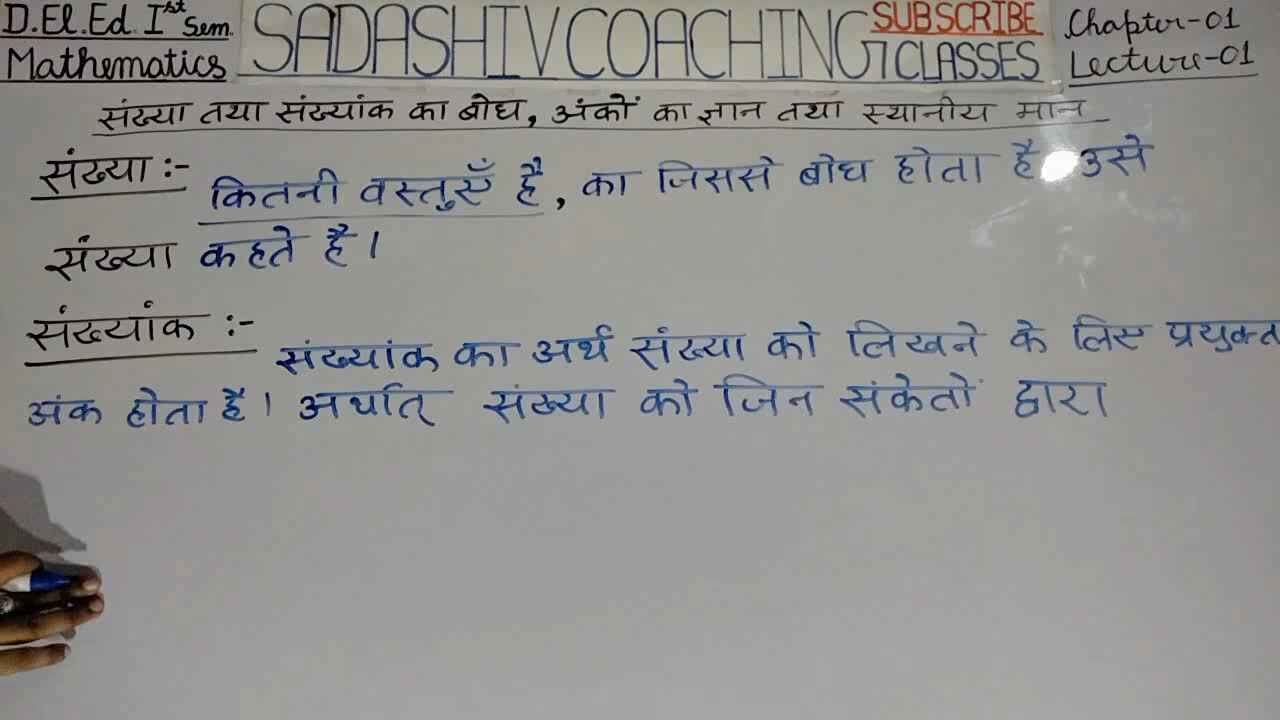 D.El.Ed. Ist Sem.
Mathematics
SADASHIV COACHING CLASSES
SUBSCRIBE
Chapter-01
Lecture-01
संख्या तथा संख्यांक का बोध, अंकों का ज्ञान तथा स्थानीय मान
संख्या :- कितनी वस्तुएँ है, का जिससे बोध होता है उसे
संख्या कहते है।
संख्यांक :- संख्यांक का अर्थ संख्या को लिखने के लिए प्रयुक्त
अंक होता है। अर्थात् संख्या को जिन संकेतों द्वारा